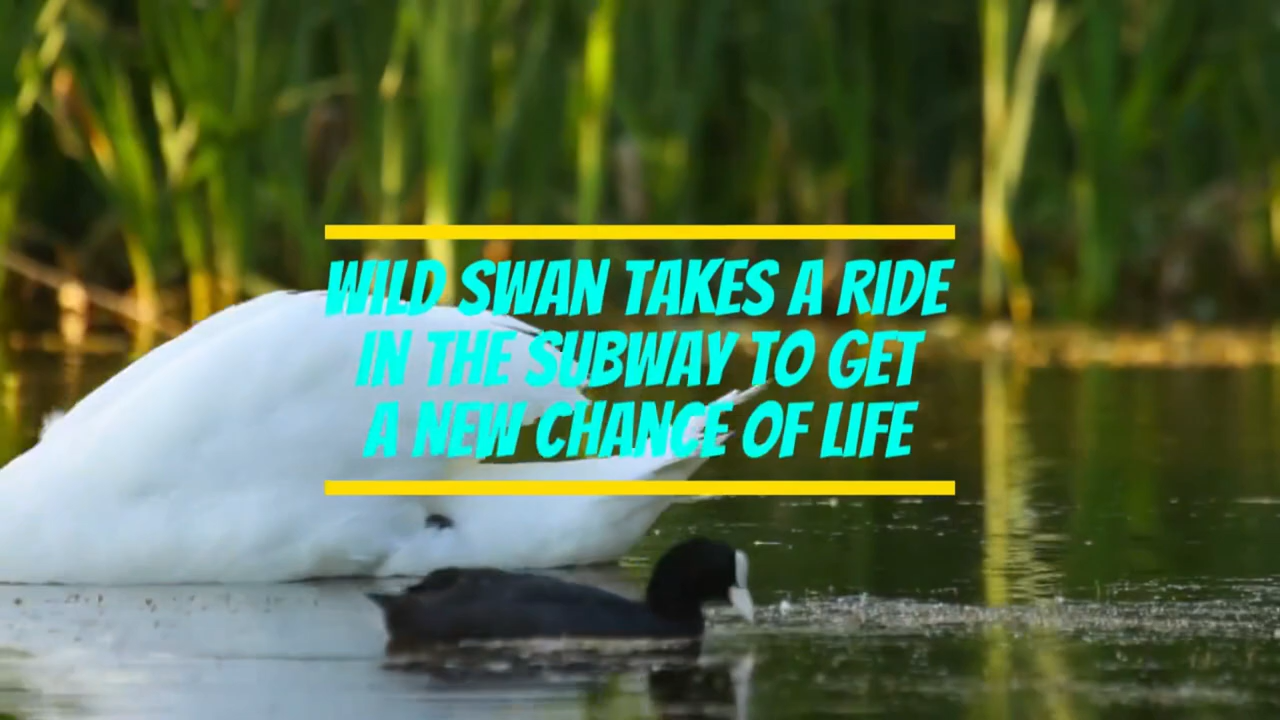 WILD SWAN TAKES A RIDE
IN THE SUBWAY TO GET
A NEW CHANCE OF LIFE